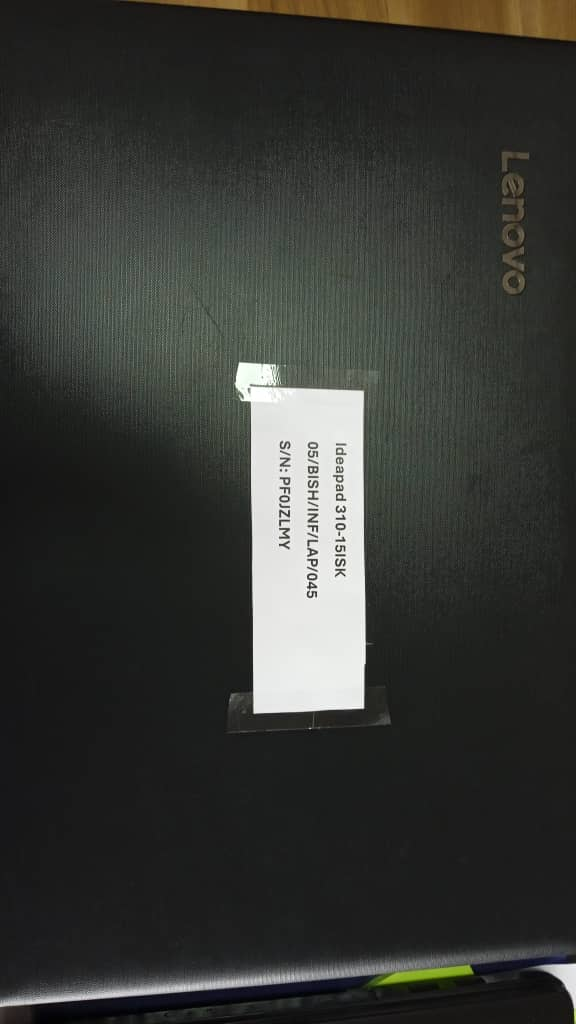 Lenovo
Ideapad 310-15ISK
05/BISH/INF/LAP/045
S/N: PF0JZLMY